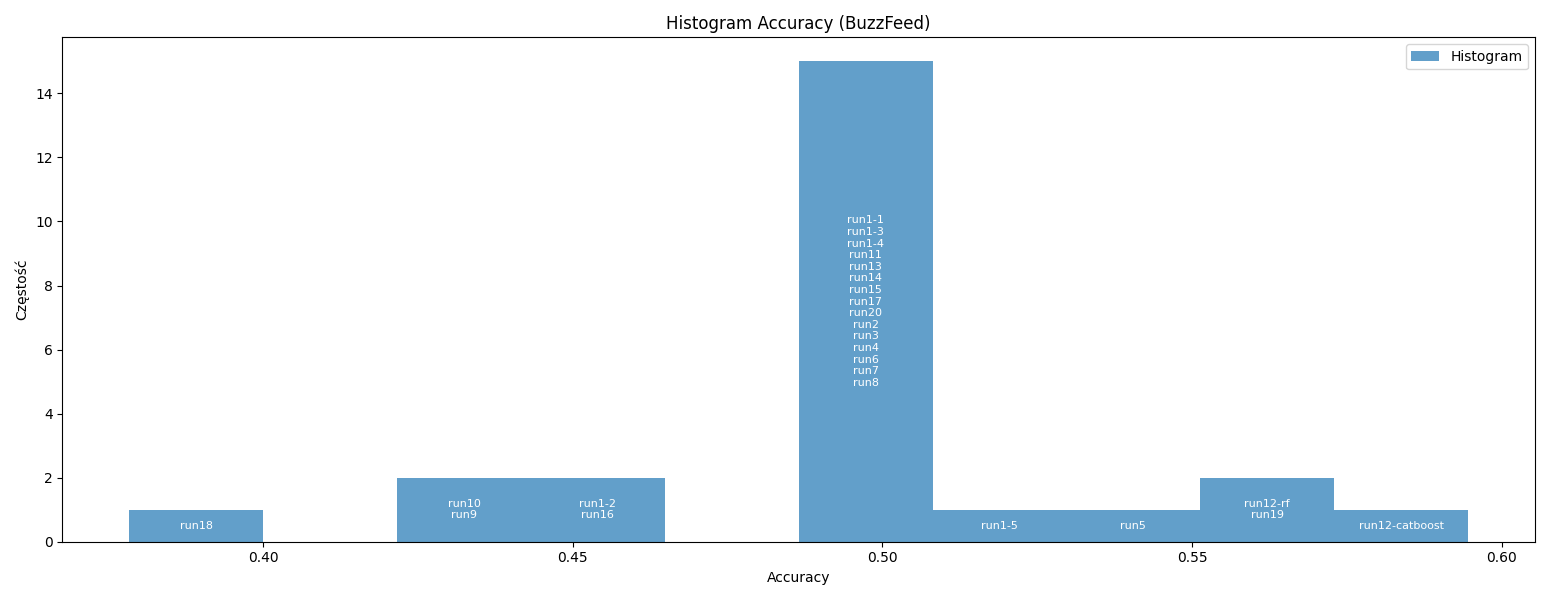 Histogram Accuracy (BuzzFeed)
Histogram
Częstość
14
12
10
8
6
4
2
0
run18
run10
run9
run1-2
run16
run1-1
run1-3
run1-4
run11
run13
run14
run15
run17
run20
run2
run3
run4
run6
run7
run8
run1-5
run5
run12-rf
run19
run12-catboost
0.40
0.45
0.50
0.55
0.60
Accuracy